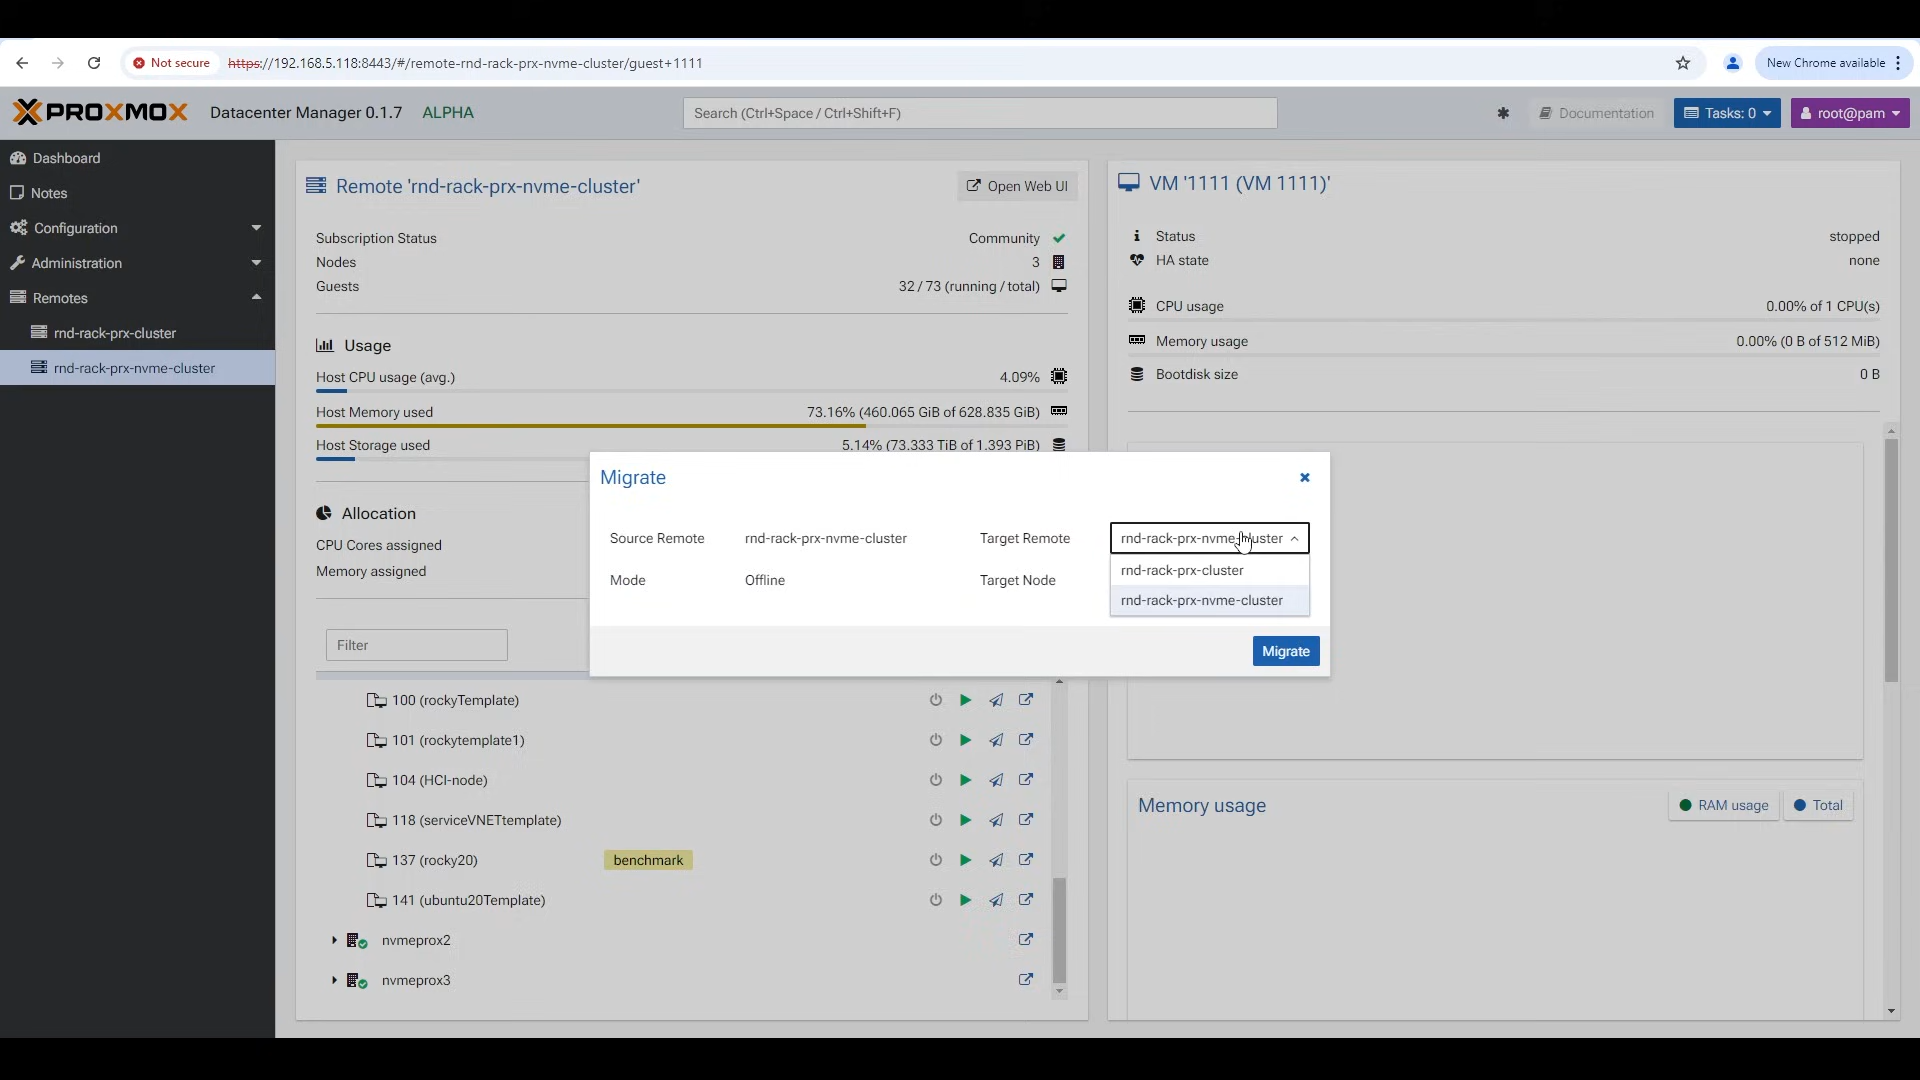 Not secure
https://192.168.5.118:8443/#/remote-rnd-rack-prx-nvme-cluster/guest+1111
New Chrome available
PROXMOX
Datacenter Manager 0.1.7
ALPHA
Search (Ctrl+Space / Ctrl+Shift+F)
Documentation
Tasks: 0
root@pam
Dashboard
Notes
Configuration
Administration
Remotes
rnd-rack-prx-cluster
rnd-rack-prx-nvme-cluster
Remote 'rnd-rack-prx-nvme-cluster'
Open Web UI
Subscription Status
Community
Nodes
3
Guests
32 / 73 (running / total)
Usage
Host CPU usage (avg.)
4.09%
Host Memory used
73.16% (460.065 GiB of 628.835 GiB)
Host Storage used
5.14% (73.333 TiB of 1.393 PiB)
Allocation
CPU Cores assigned
Memory assigned
Filter
100 (rockyTemplate)
101 (rockytemplate1)
104 (HCI-node)
118 (serviceVNETtemplate)
137 (rocky20)
benchmark
141 (ubuntu20Template)
nvmeprox2
nvmeprox3
VM '1111 (VM 1111)'
Status
stopped
HA state
none
CPU usage
0.00% of 1 CPU(s)
Memory usage
0.00% (0 B of 512 MiB)
Bootdisk size
0 B
Memory usage
RAM usage
Total
Migrate
Source Remote
rnd-rack-prx-nvme-cluster
Target Remote
rnd-rack-prx-nvme-cluster
Mode
Offline
Target Node
rnd-rack-prx-cluster
rnd-rack-prx-nvme-cluster
Migrate